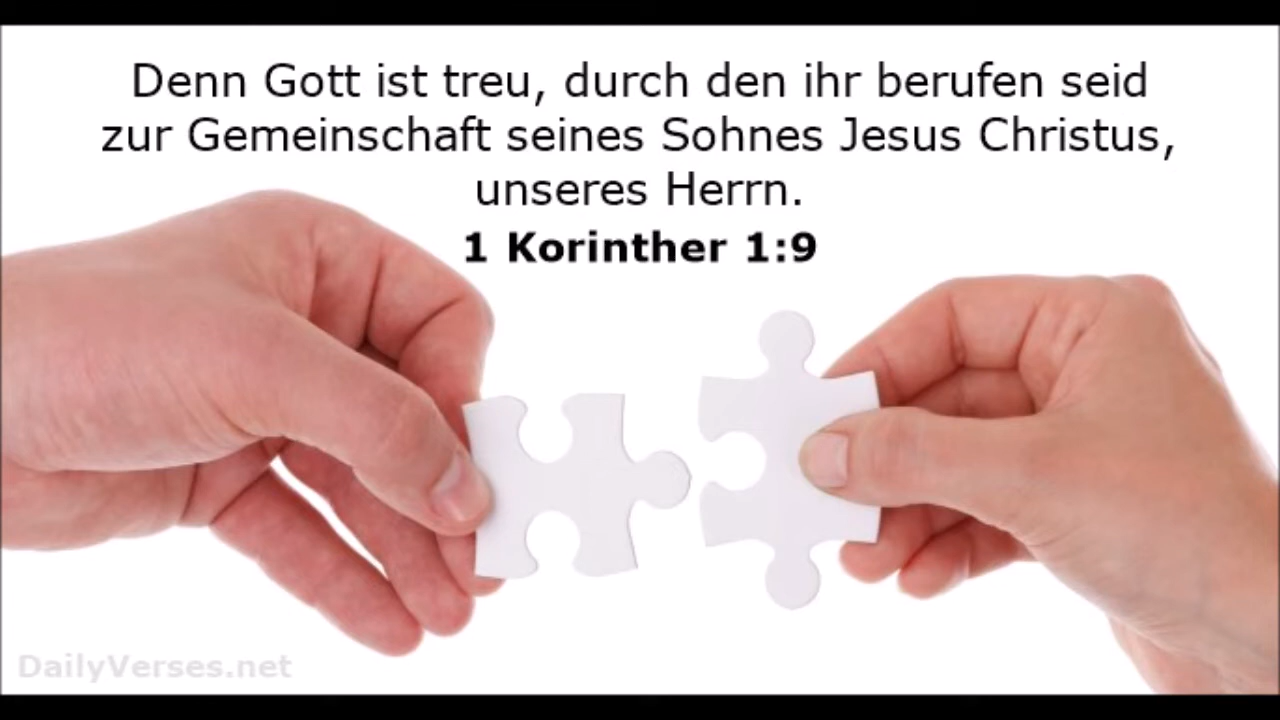 Denn Gott ist treu, durch den ihr berufen seid
zur Gemeinschaft seines Sohnes Jesus Christus,
unseres Herrn.
1 Korinther 1:9
DailyVerses.net